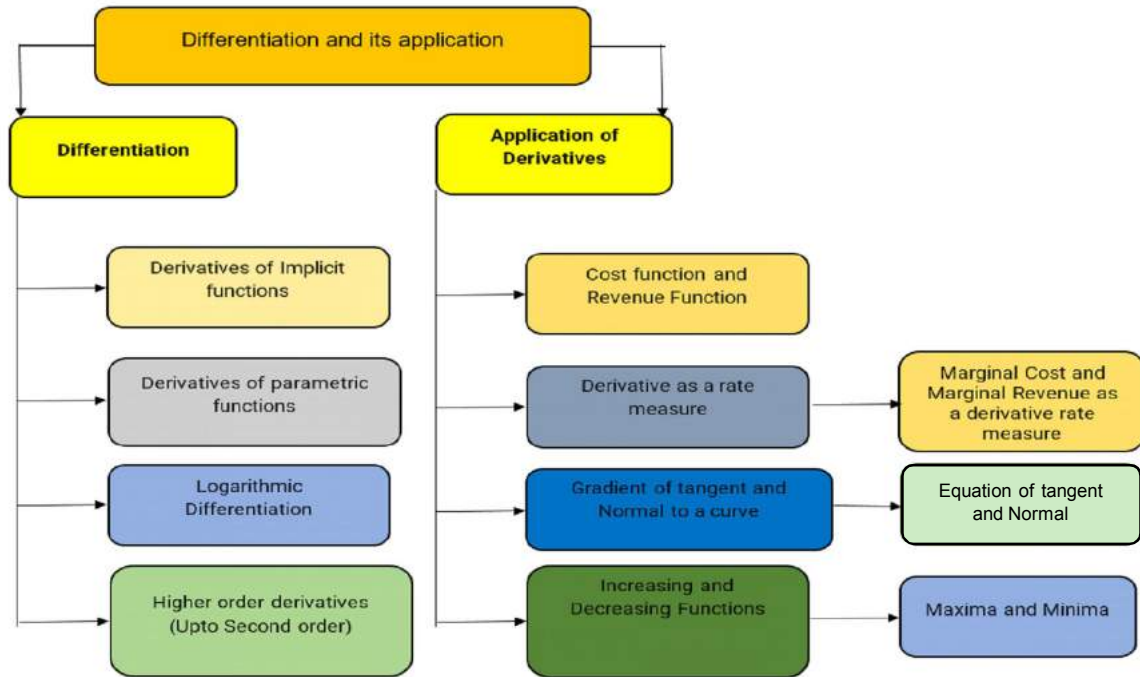 Differentiation and its application
Differentiation
Application of
Derivatives
Derivatives of Implicit
functions
Cost function and
Revenue Function
Derivatives of parametric
functions
Derivative as a rate
measure
Marginal Cost and
Marginal Revenue as
a derivative rate
measure
Logarithmic
Differentiation
Gradient of tangent and
Normal to a curve
Equation of tangent
and Normal
Higher order derivatives
(Upto Second order)
Increasing and
Decreasing Functions
Maxima and Minima